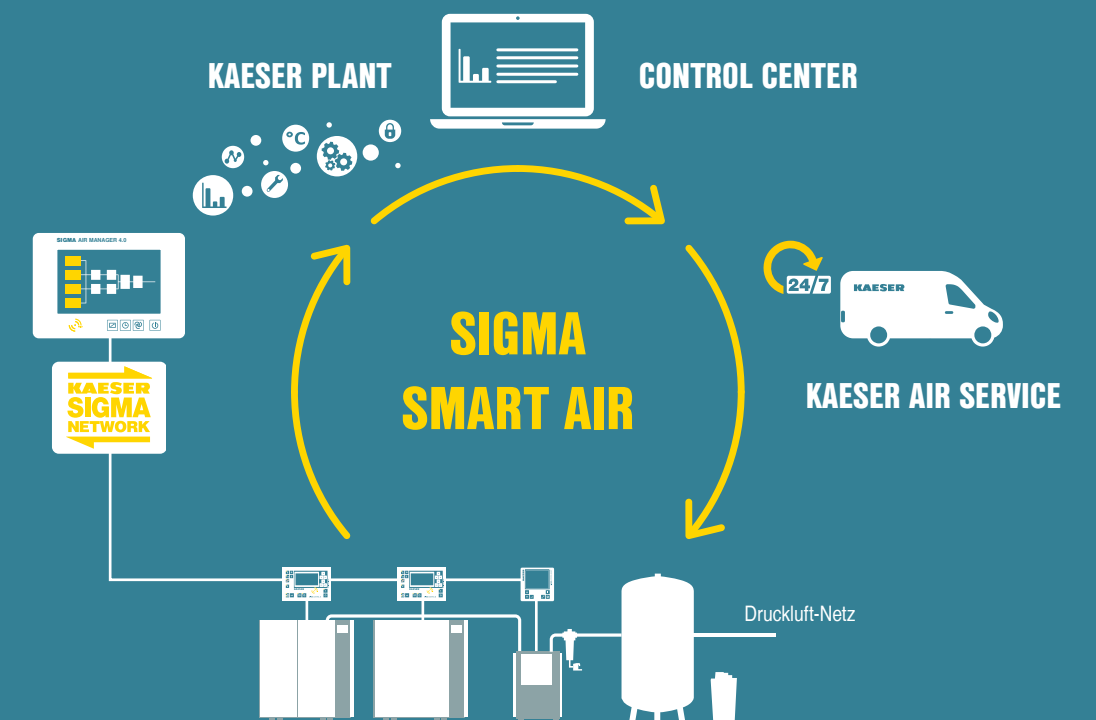 KAESER PLANT
CONTROL CENTER
°C
SIGMA AIR MANAGER 4.0
24/7
KAESER
SIGMA
SMART AIR
KAESER
SIGMA
NETWORK
KAESER AIR SERVICE
Druckluft-Netz